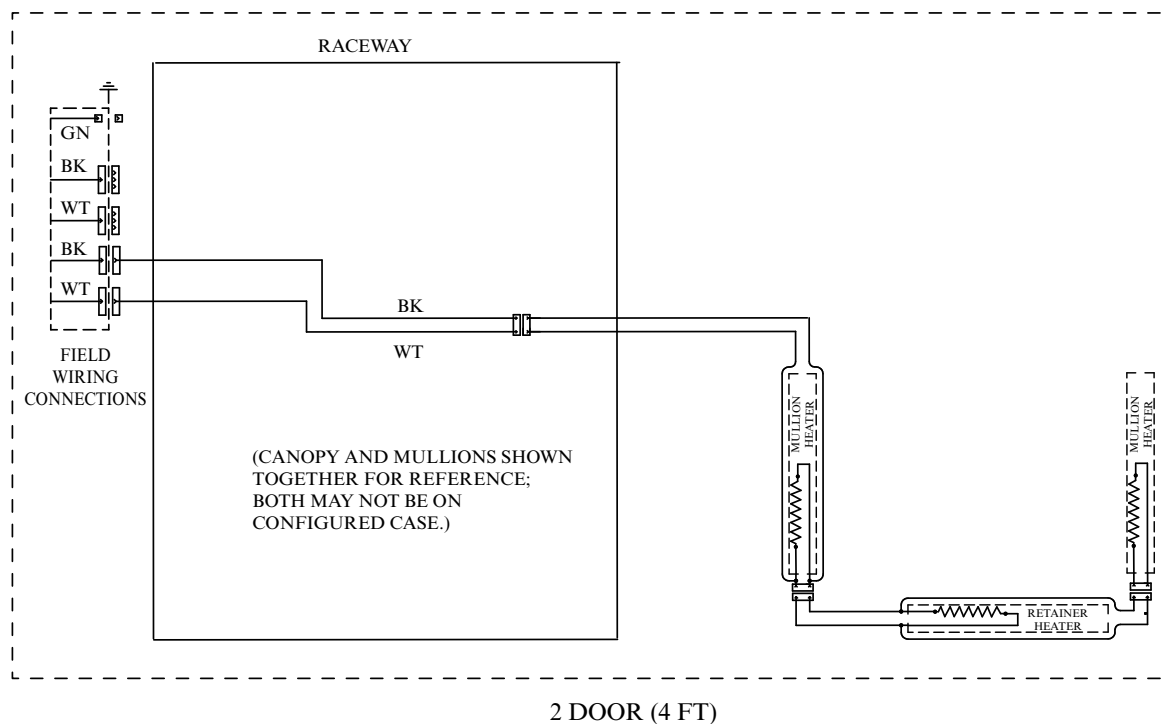 RACEWAY
GN
BK
WT
BK
WT
FIELD
WIRING
CONNECTIONS
BK
WT
(CANOPY AND MULLIONS SHOWN
TOGETHER FOR REFERENCE;
BOTH MAY NOT BE ON
CONFIGURED CASE.)
MULLION
HEATER
MULLION
HEATER
RETAINER
HEATER
2 DOOR (4 FT)